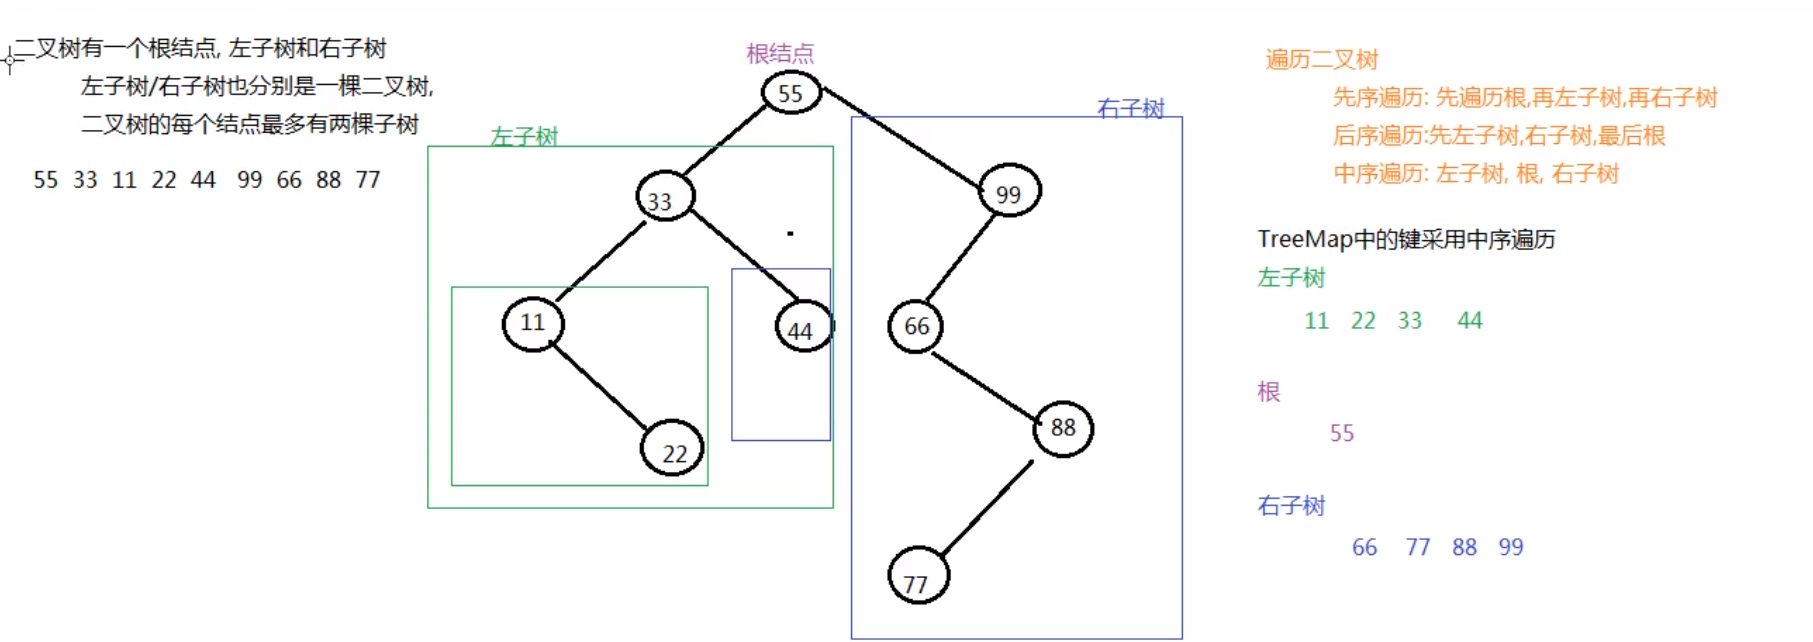 二叉树有一个根结点, 左子树和右子树
左子树/右子树也分别是一棵二叉树,
二叉树的每个结点最多有两棵子树
55 33 11 22 44 99 66 88 77
根结点
55
左子树
右子树
33
99
11
44
66
22
88
77
遍历二叉树
先序遍历: 先遍历根,再左子树,再右子树
后序遍历:先左子树,右子树,最后根
中序遍历: 左子树, 根, 右子树
TreeMap中的键采用中序遍历
左子树
11 22 33 44
根
55
右子树
66 77 88 99